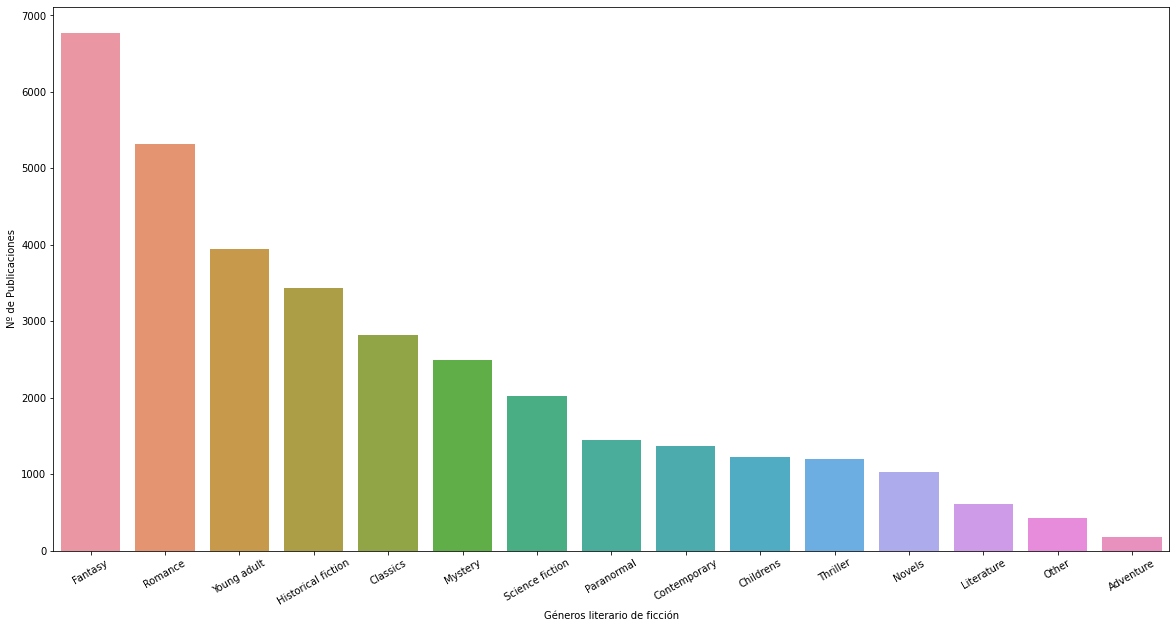 7000
6000
5000
4000
3000
2000
1000
0
Nº de Publicaciones
Fantasy
Romance
Young adult
Historical fiction
Classics
Mystery
Science fiction
Paranormal
Contemporary
Childrens
Thriller
Novels
Literature
Other
Adventure
Géneros literario de ficción